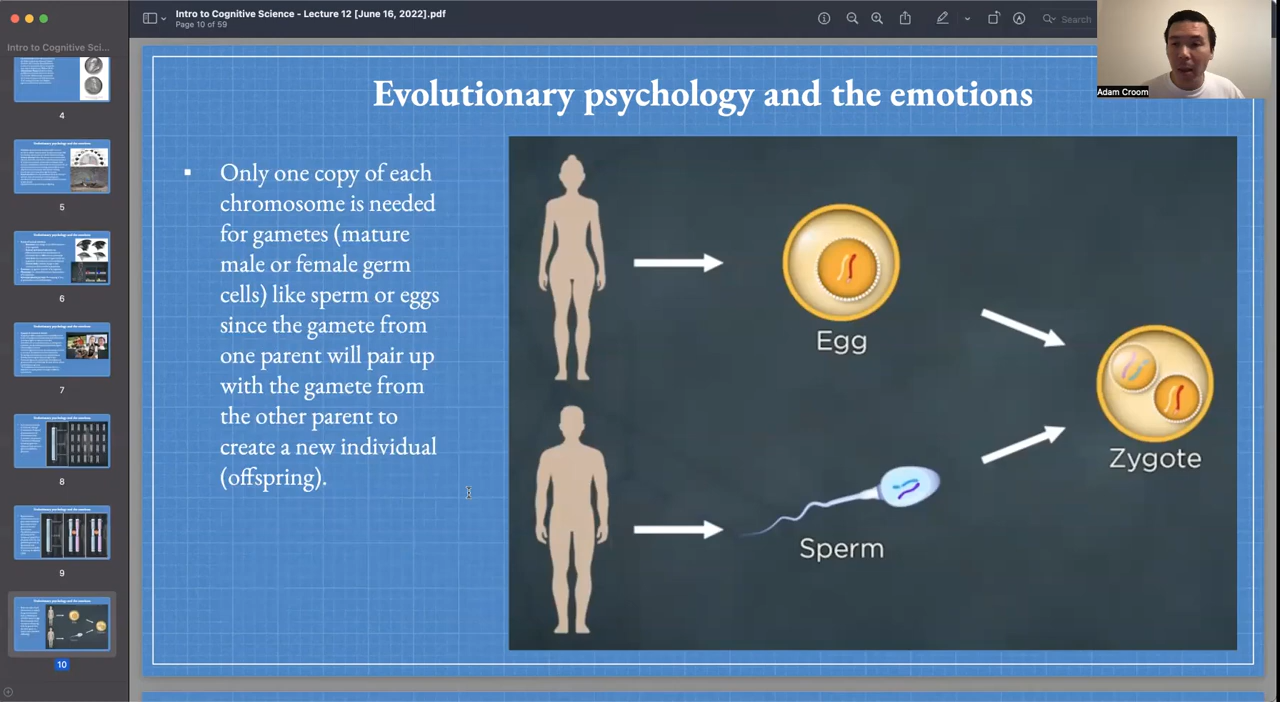 Intro to Cognitive Science - Lecture 12 [June 16, 2022].pdf
Page 10 of 59
Search
Intro to Cognitive Sci...
Adam Croom
4
5
6
7
8
9
10
Evolutionary psychology and the emotions
Only one copy of each
chromosome is needed
for gametes (mature
male or female germ
cells) like sperm or eggs
since the gamete from
one parent will pair up
with the gamete from
the other parent to
create a new individual
(offspring).
Egg
Sperm
Zygote